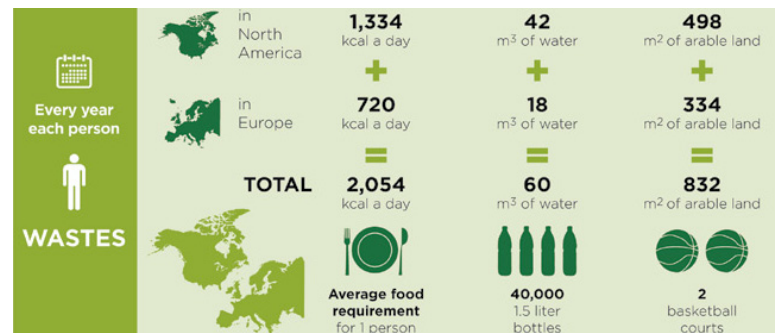 Every year
each person
WASTES
in
North
America
1,334
kcal a day
42
m³ of water
498
m² of arable land
+
+
+
in
Europe
720
kcal a day
18
m³ of water
334
m² of arable land
=
=
=
TOTAL
2,054
kcal a day
60
m³ of water
832
m² of arable land
Average food
requirement
for 1 person
40,000
1.5 liter
bottles
2
basketball
courts